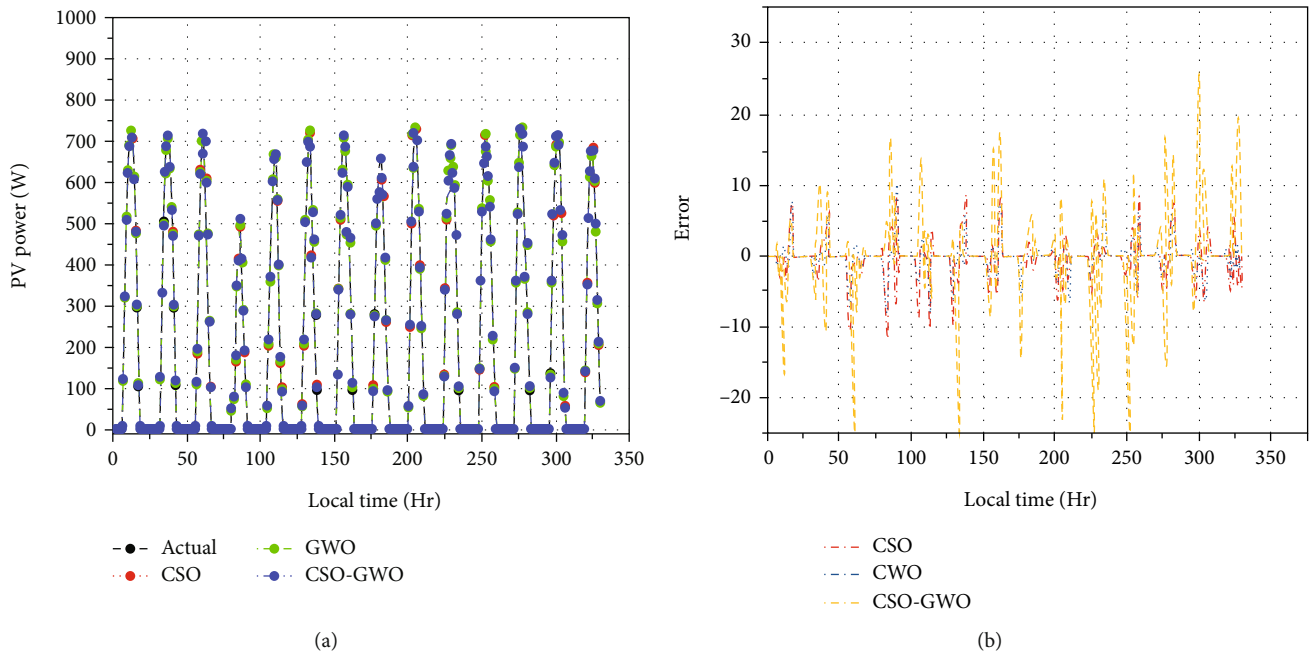 1000
900
800
700
600
500
400
300
200
100
0
PV power (W)
0 50 100 150 200 250 300 350
Local time (Hr)
Actual
GWO
CSO
CSO-GWO
(a)
30
20
10
0
−10
−20
Error
0 50 100 150 200 250 300 350
Local time (Hr)
CSO
CWO
CSO-GWO
(b)